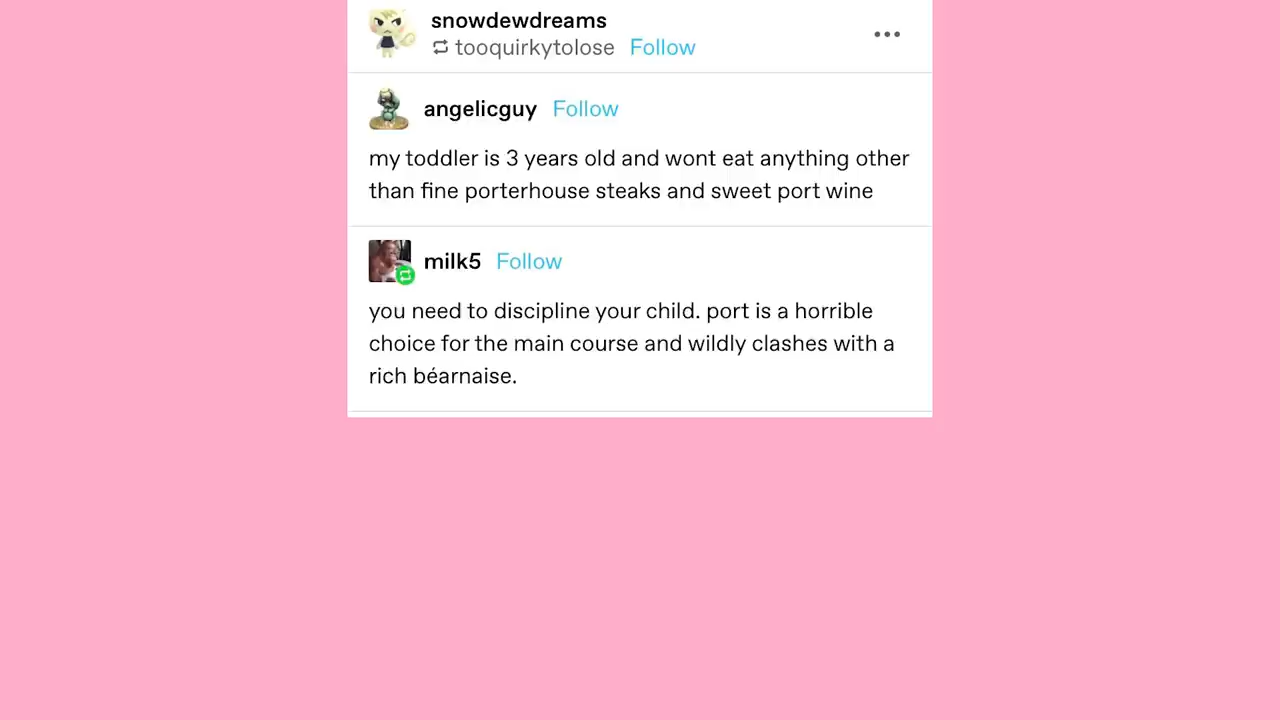 snowdewdreams
tooquirkytolose Follow
angelicguy Follow
my toddler is 3 years old and wont eat anything other
than fine porterhouse steaks and sweet port wine
milk5 Follow
you need to discipline your child. port is a horrible
choice for the main course and wildly clashes with a
rich béarnaise.